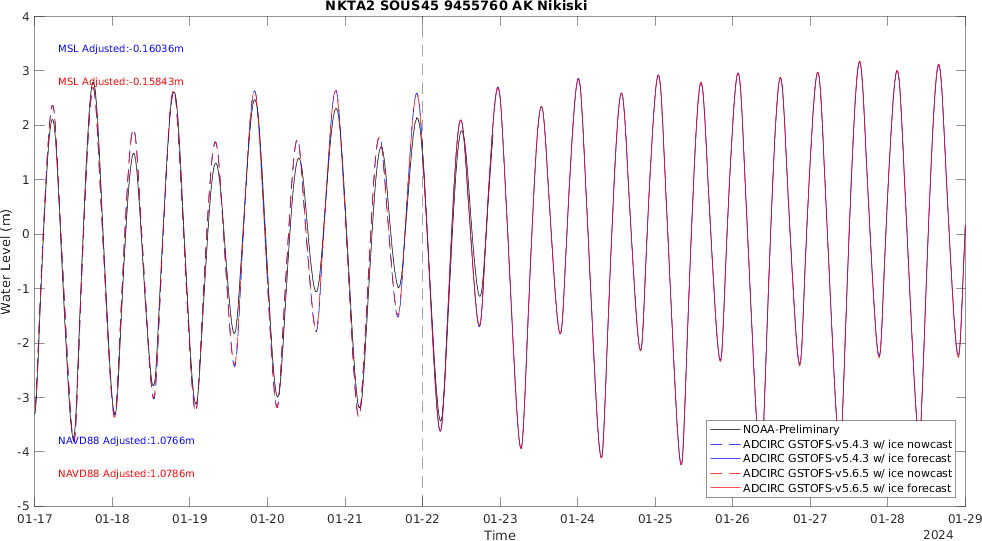 NKTA2 SOUS45 9455760 AK Nikiski
4
3
2
1
0
-1
-2
-3
-4
-5
Water Level (m)
MSL Adjusted:-0.16036m
MSL Adjusted:-0.15843m
NAVD88 Adjusted:1.0766m
NAVD88 Adjusted:1.0786m
NOAA-Preliminary
ADCIRC GSTOFS-v5.4.3 w/ ice nowcast
ADCIRC GSTOFS-v5.4.3 w/ ice forecast
ADCIRC GSTOFS-v5.6.5 w/ ice nowcast
ADCIRC GSTOFS-v5.6.5 w/ ice forecast
01-17 01-18 01-19 01-20 01-21 01-22 01-23 01-24 01-25 01-26 01-27 01-28 01-29
Time
2024